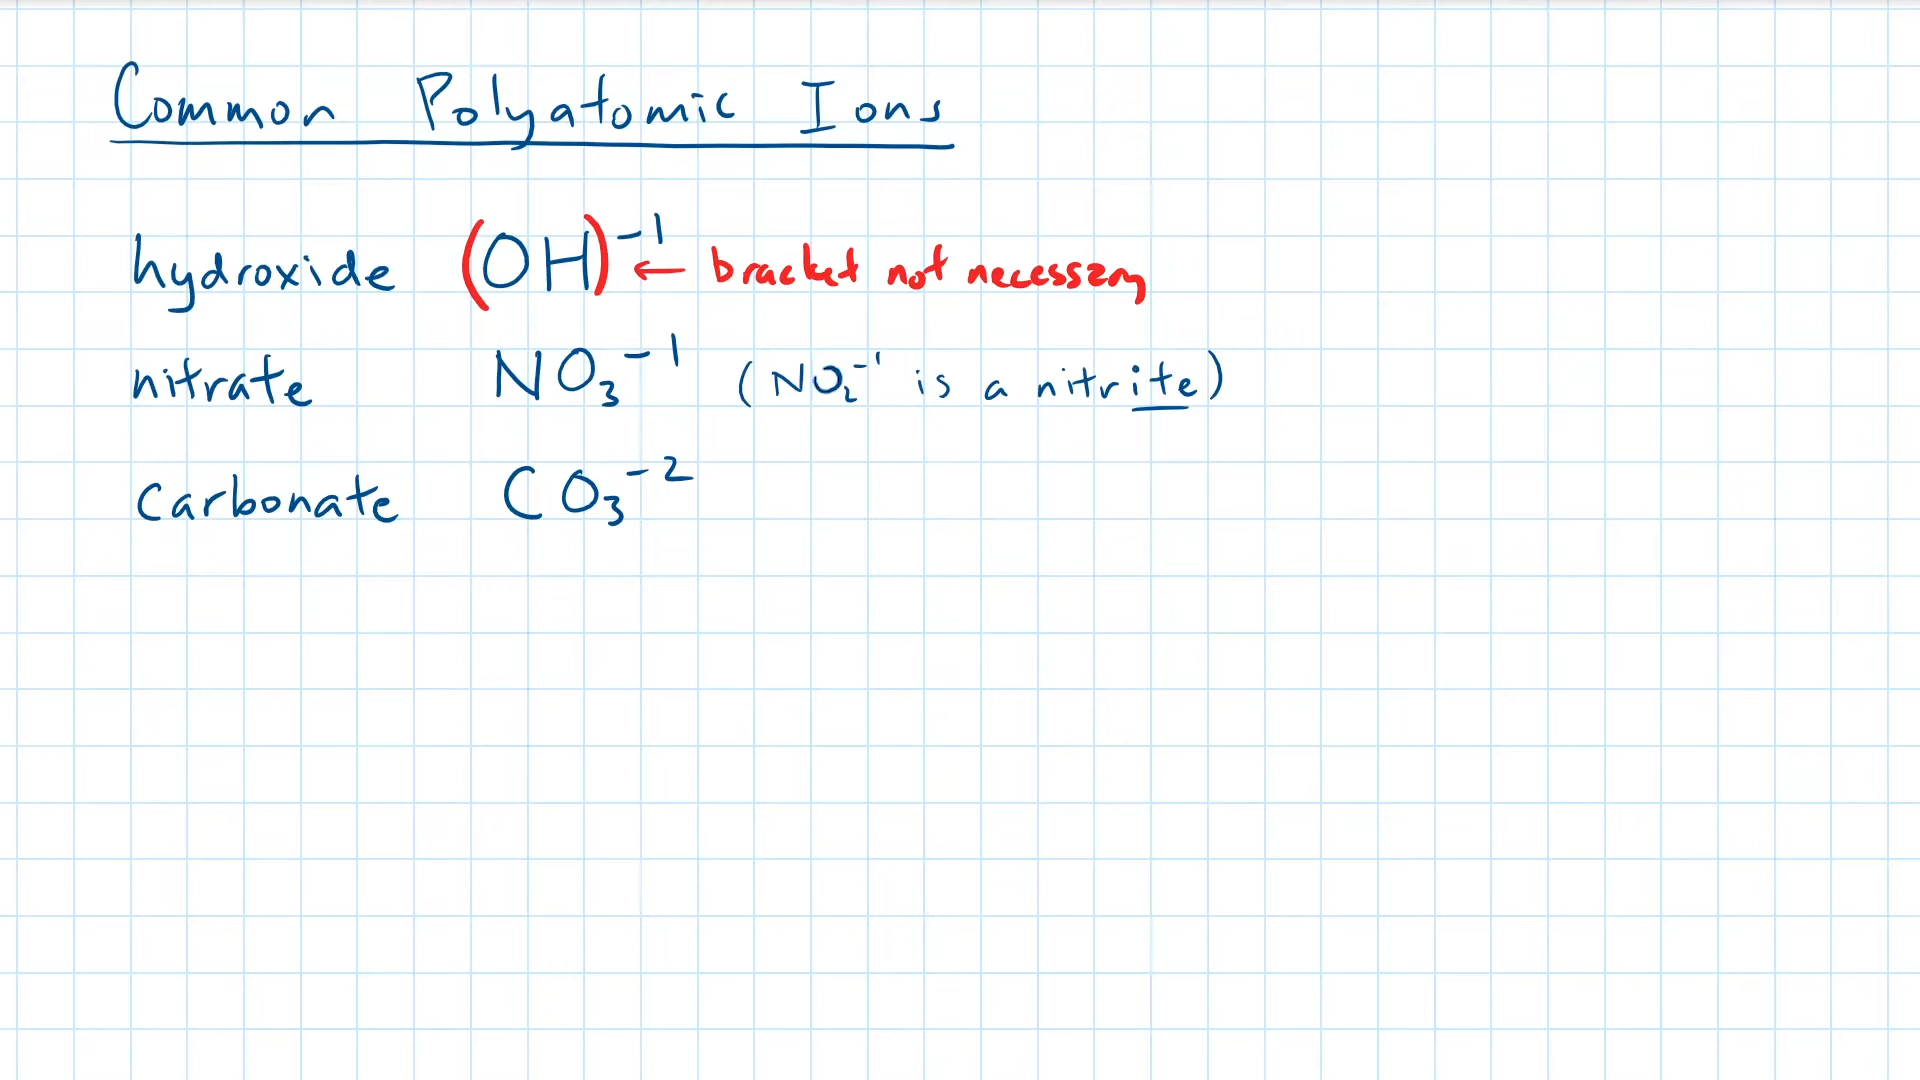 Common Polyatomic Ions
hydroxide (OH)⁻¹ ← bracket not necessary
nitrate NO₃⁻¹ (NO₂⁻¹ is a nitrite)
carbonate CO₃⁻²